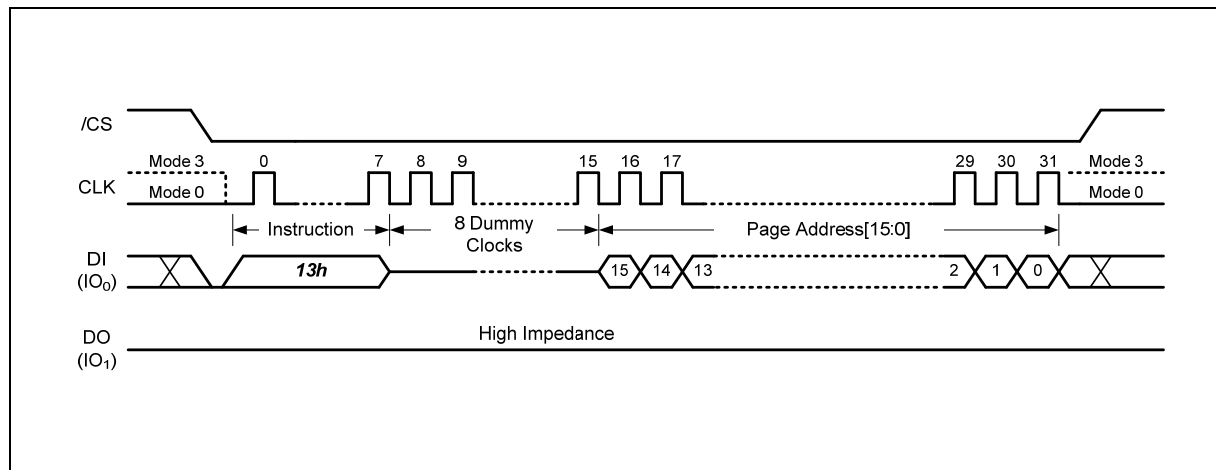 /CS
Mode 3 0 7 8 9 15 16 17 29 30 31 Mode 3
CLK
Mode 0 Mode 0
Instruction 8 Dummy Clocks Page Address[15:0]
DI
(IO0)
13h 15 14 13 2 1 0
High Impedance
DO
(IO1)